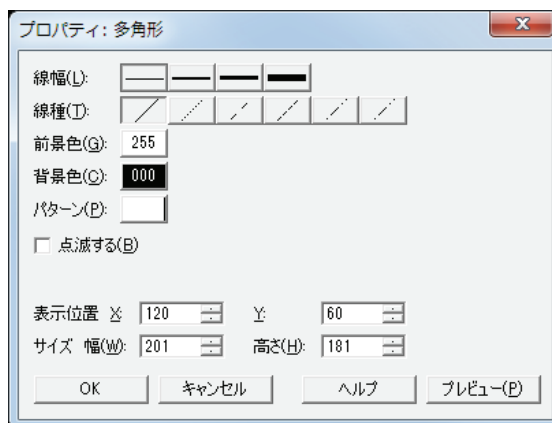 プロパティ: 多角形
線幅(L):
線種(T):
前景色(G): 255
背景色(C): 000
パターン(P):
点滅する(B)
表示位置 X: 120 Y: 60
サイズ 幅(W): 201 高さ(H): 181
OK キャンセル ヘルプ プレビュー(P)